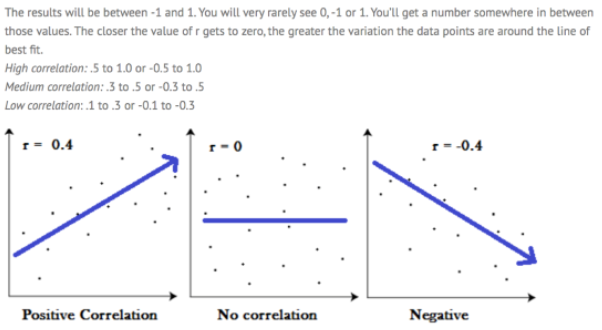 The results will be between -1 and 1. You will very rarely see 0, -1 or 1. You'll get a number somewhere in between
those values. The closer the value of r gets to zero, the greater the variation the data points are around the line of
best fit.
High correlation: .5 to 1.0 or -0.5 to 1.0
Medium correlation: .3 to .5 or -0.3 to .5
Low correlation: .1 to .3 or -0.1 to -0.3
r = 0.4
r = 0
r = -0.4
Positive Correlation
No correlation
Negative